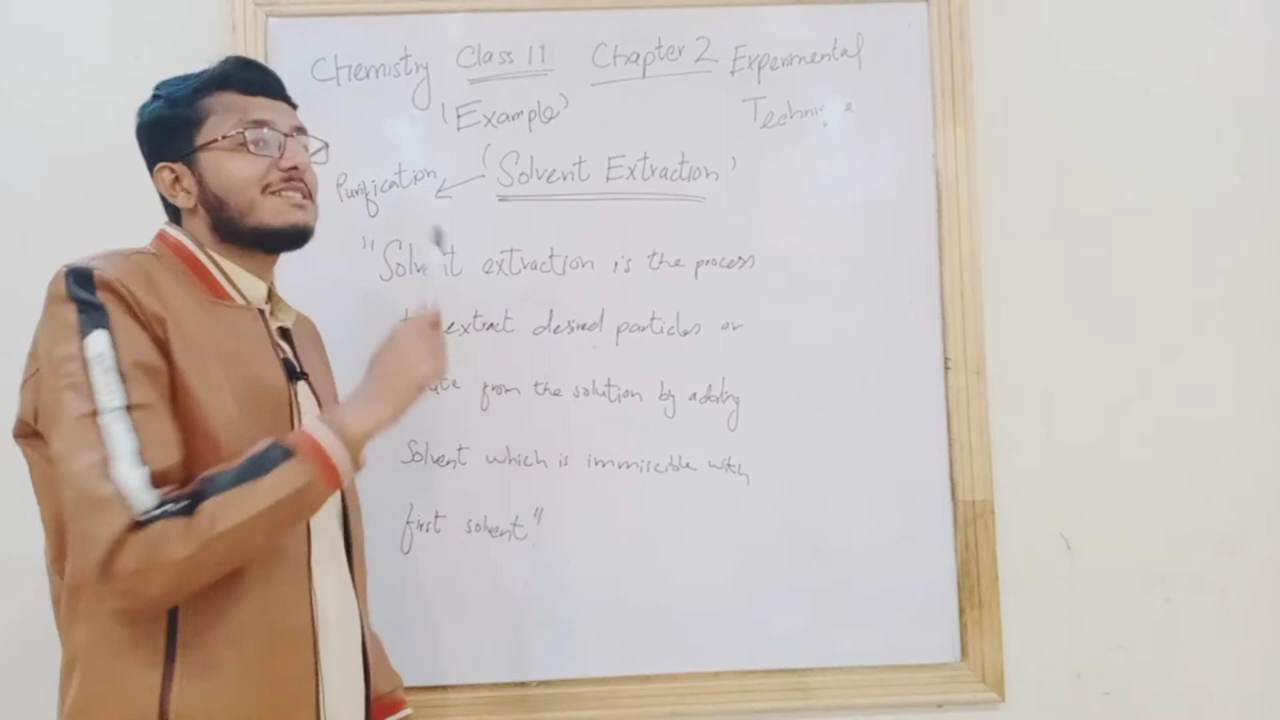 Chemistry Class 11 Chapter 2 Experimental
(Example)
(Solvent Extraction)
Purification
"Solvent extraction is the process
extract desired particles or
from the solution by adding
Solvent which is immiscible with
first solvent"